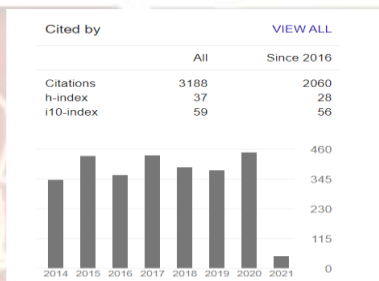 Cited by VIEW ALL
All Since 2016
Citations 3188 2060
h-index 37 28
i10-index 59 56
460
345
230
115
0
2014 2015 2016 2017 2018 2019 2020 2021